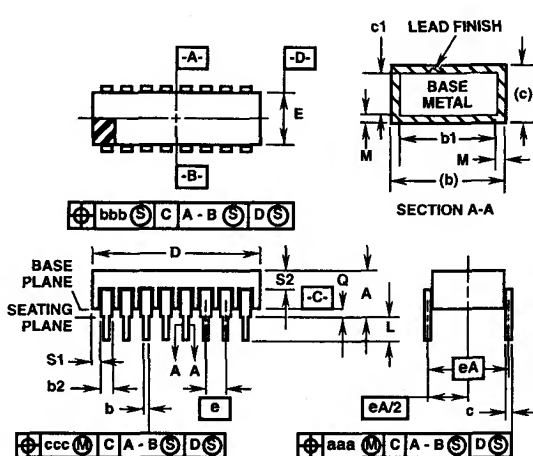 c1 LEAD FINISH
-A- -D-
BASE METAL
(c)
E
M b1 M
-B- (b)
SECTION A-A
⌖ bbb Ⓢ C A - B Ⓢ D Ⓢ
D
BASE PLANE
S2 Q A
-C-
SEATING PLANE
L
S1
b2
A A
eA
b e eA/2 c
⌖ ccc Ⓜ C A - B Ⓢ D Ⓢ
⌖ aaa Ⓜ C A - B Ⓢ D Ⓢ